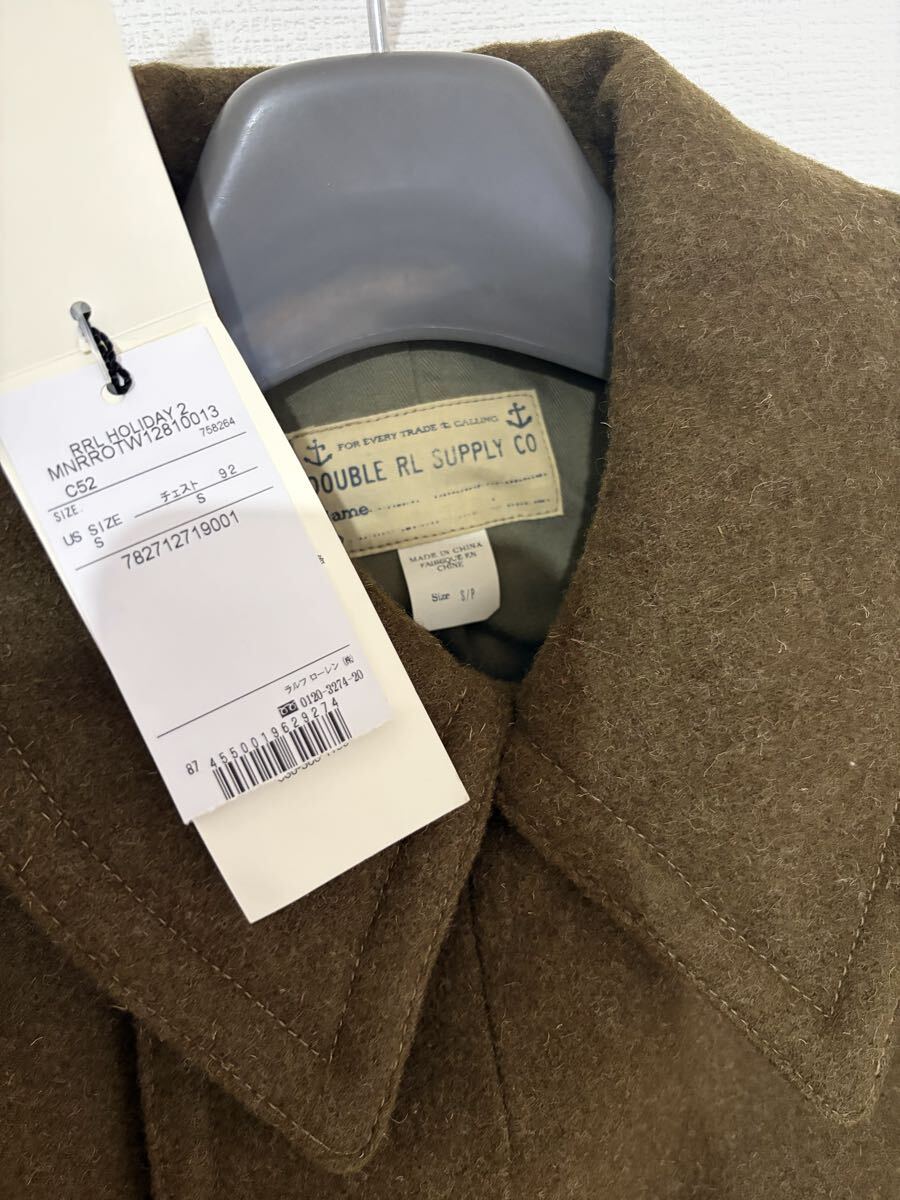 RRL HOLIDAY 2
MNRROTW12810013
758264
C52
SIZE.
チェスト 92
US SIZE S
S
782712719001
ラルフ ローレン (株)
0120-3274-20
87 4550019629274
FOR EVERY TRADE & CALLING
DOUBLE RL SUPPLY CO
ame
MADE IN CHINA
FABRIQUE EN
CHINE
Size S/P